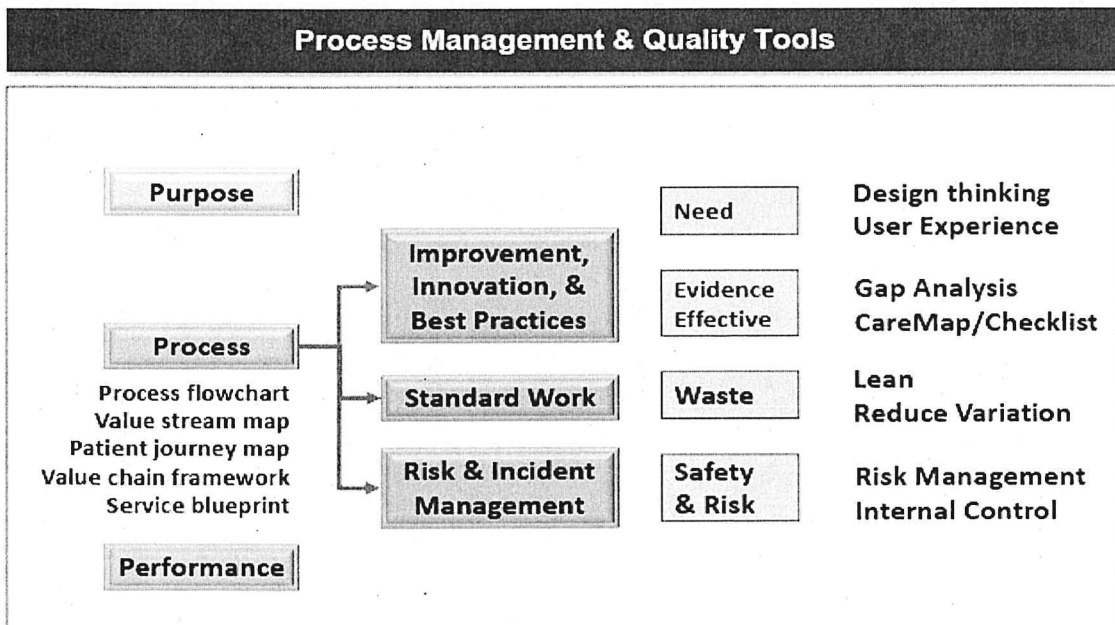 Process Management & Quality Tools
Purpose
Process
Process flowchart
Value stream map
Patient journey map
Value chain framework
Service blueprint
Performance
Improvement,
Innovation, &
Best Practices
Standard Work
Risk & Incident
Management
Need
Evidence
Effective
Waste
Safety
& Risk
Design thinking
User Experience
Gap Analysis
CareMap/Checklist
Lean
Reduce Variation
Risk Management
Internal Control